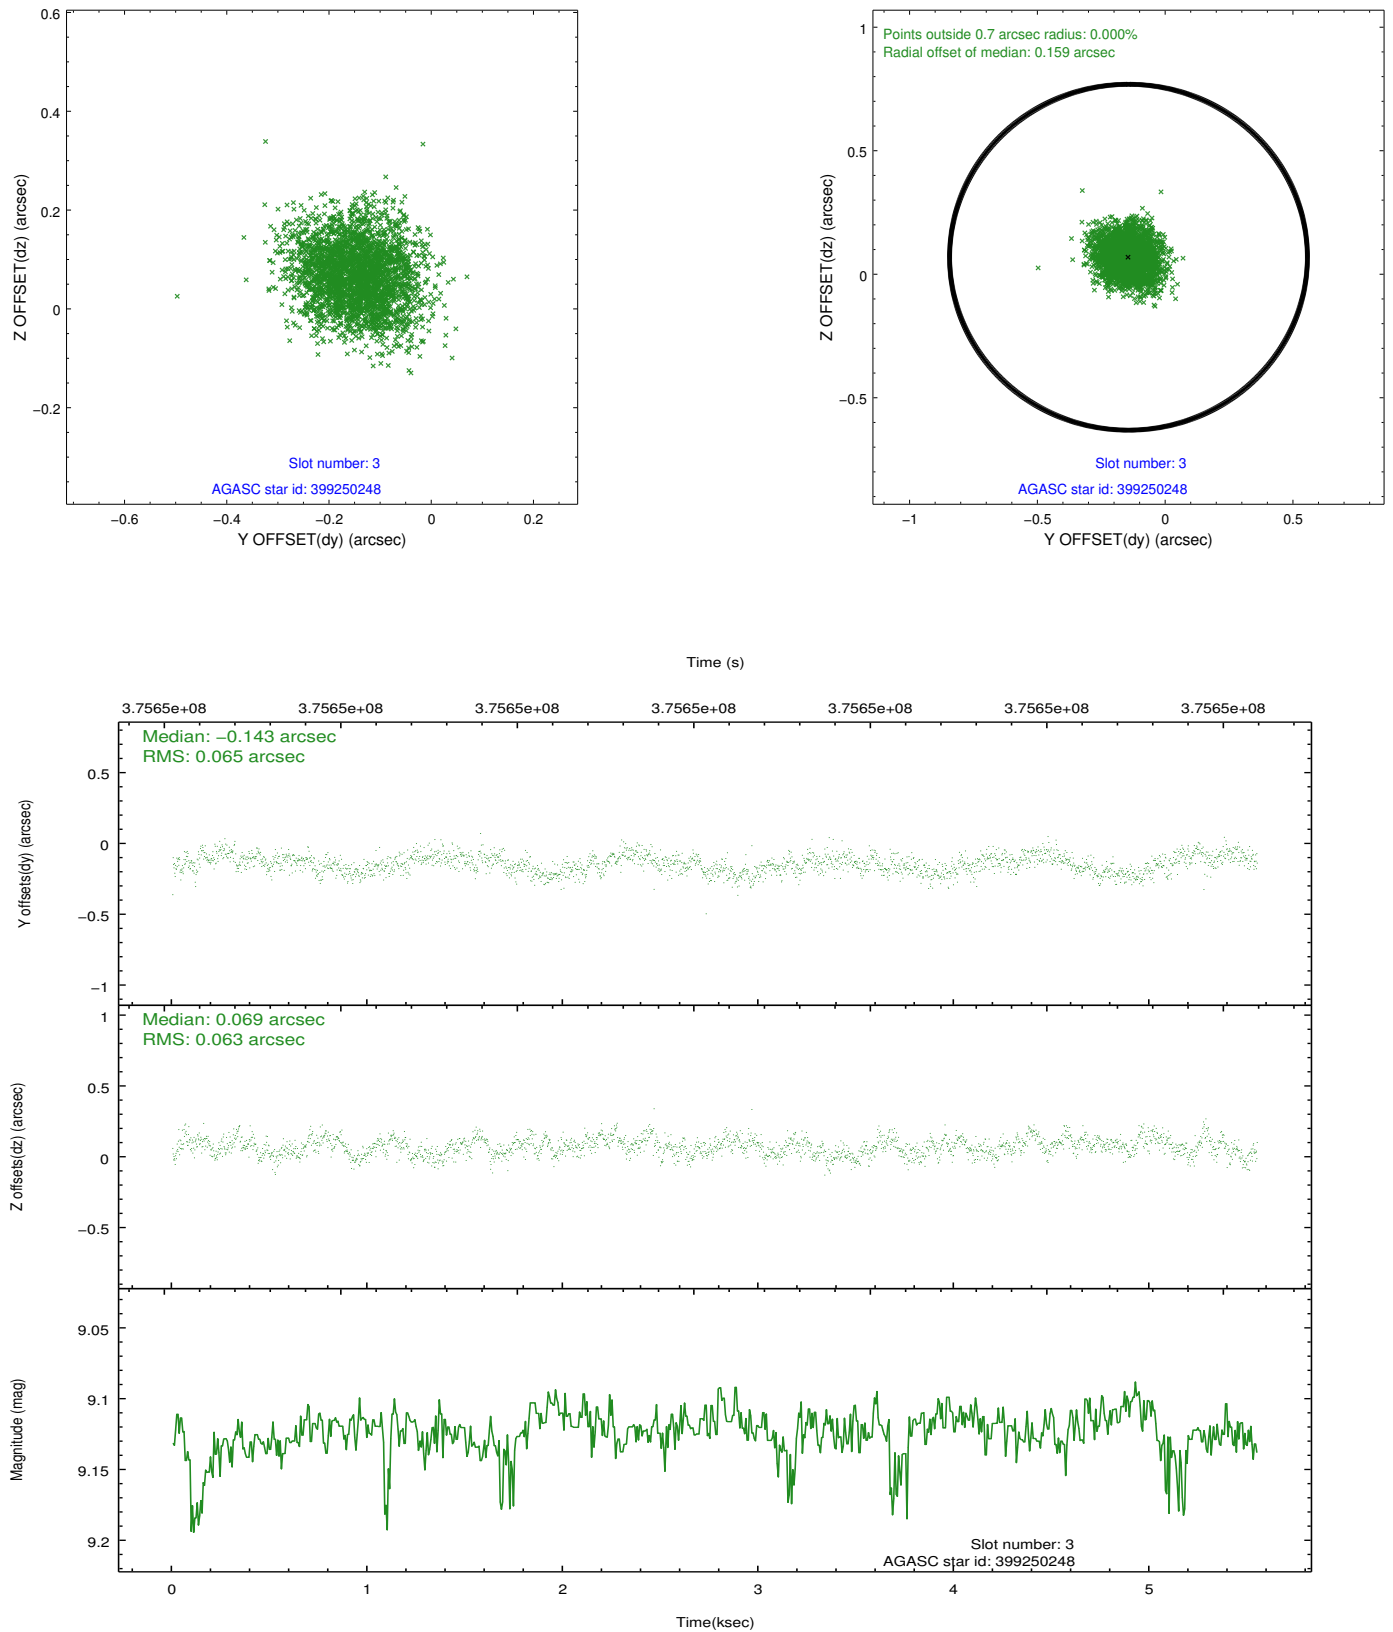 0.6
0.4
0.2
0
−0.2
Z OFFSET(dz) (arcsec)
Slot number: 3
AGASC star id: 399250248
−0.6 −0.4 −0.2 0 0.2
Y OFFSET(dy) (arcsec)
Points outside 0.7 arcsec radius: 0.000%
Radial offset of median: 0.159 arcsec
1
0.5
0
−0.5
Z OFFSET(dz) (arcsec)
Slot number: 3
AGASC star id: 399250248
−1 −0.5 0 0.5
Y OFFSET(dy) (arcsec)
Time (s)
3.7565e+08 3.7565e+08 3.7565e+08 3.7565e+08 3.7565e+08 3.7565e+08 3.7565e+08
Median: −0.143 arcsec
RMS: 0.065 arcsec
0.5
0
−0.5
−1
Y offsets(dy) (arcsec)
Median: 0.069 arcsec
RMS: 0.063 arcsec
1
0.5
0
−0.5
Z offsets(dz) (arcsec)
9.05
9.1
9.15
9.2
Magnitude (mag)
Slot number: 3
AGASC star id: 399250248
0 1 2 3 4 5
Time(ksec)